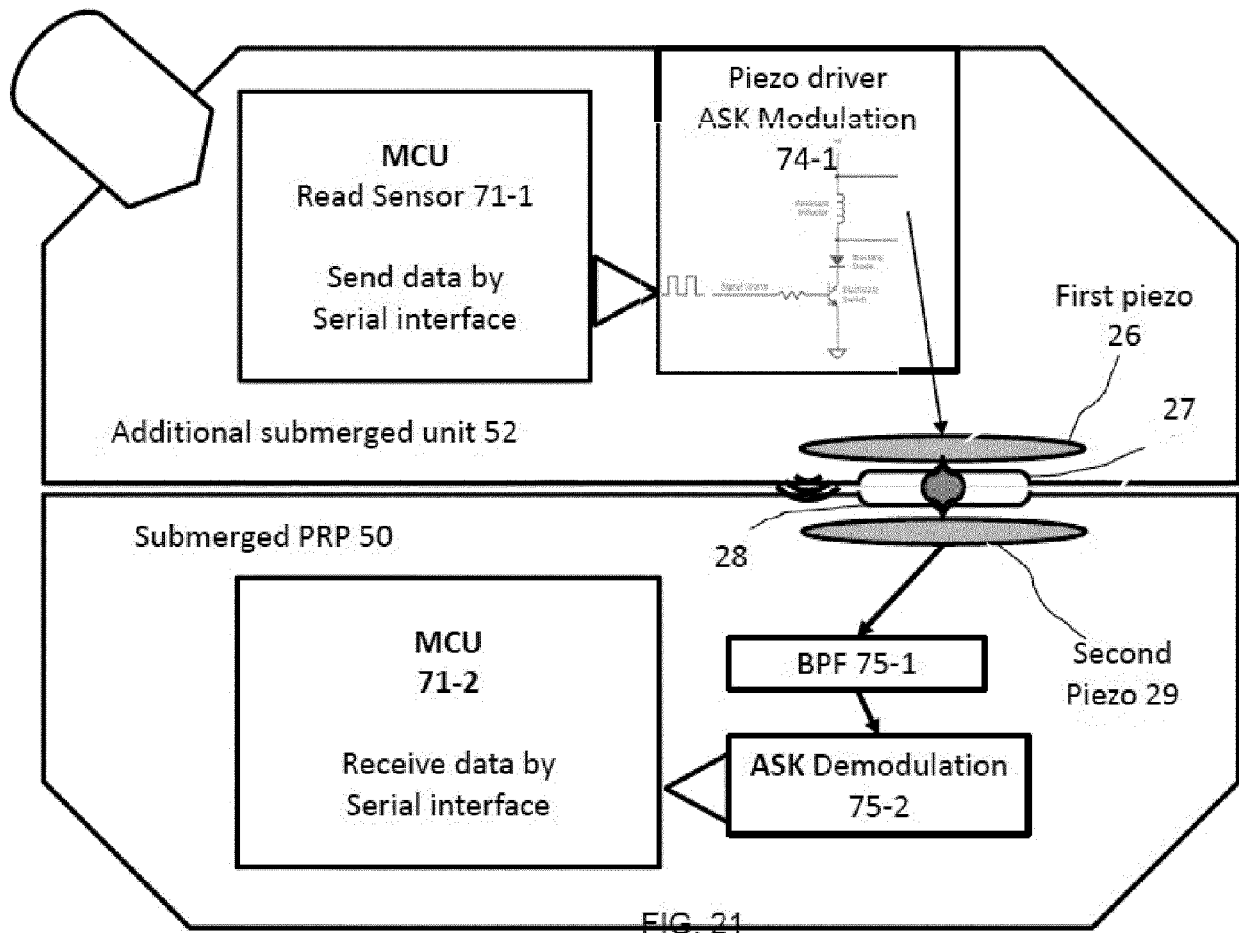 Piezo driver
ASK Modulation
74-1
MCU
Read Sensor 71-1
Send data by
Serial interface
First piezo
26
27
Additional submerged unit 52
Submerged PRP 50
28
MCU
71-2
Receive data by
Serial interface
BPF 75-1
Second
Piezo 29
ASK Demodulation
75-2
FIG. 21